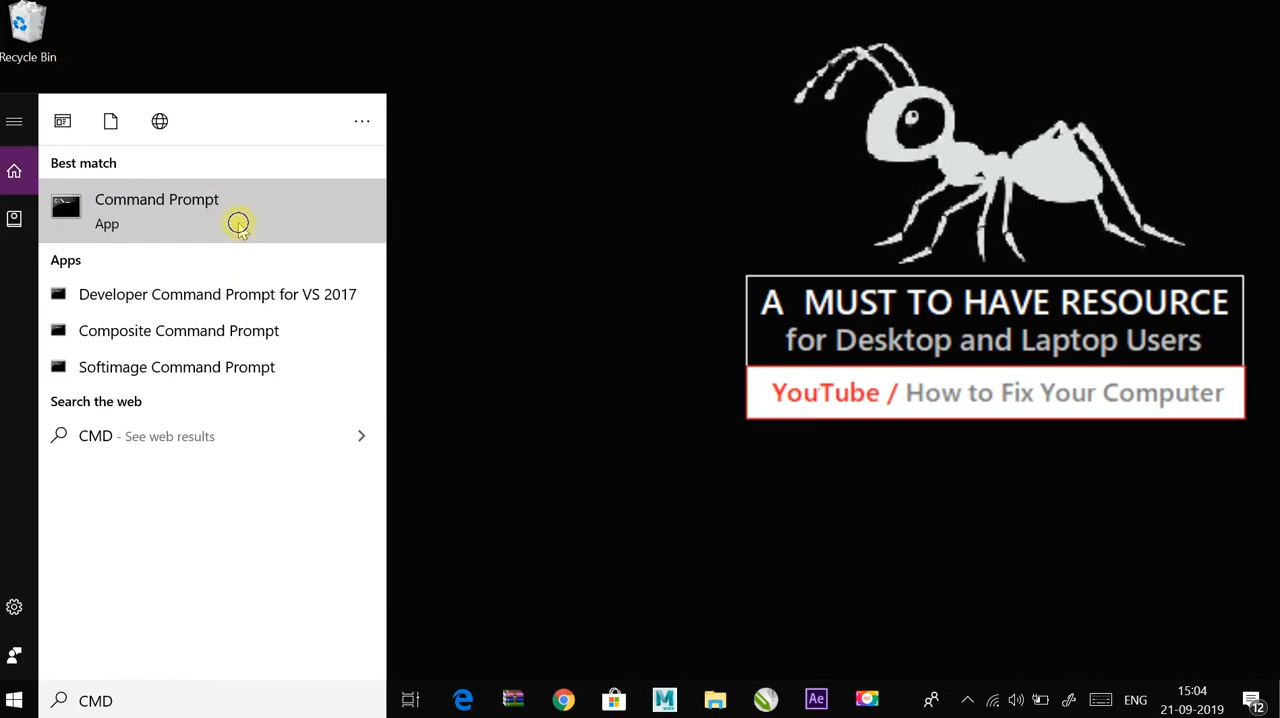 Recycle Bin
Best match
Command Prompt
App
Apps
Developer Command Prompt for VS 2017
Composite Command Prompt
Softimage Command Prompt
Search the web
CMD - See web results
CMD
A MUST TO HAVE RESOURCE
for Desktop and Laptop Users
YouTube / How to Fix Your Computer
Ae
ENG
15:04
21-09-2019
12